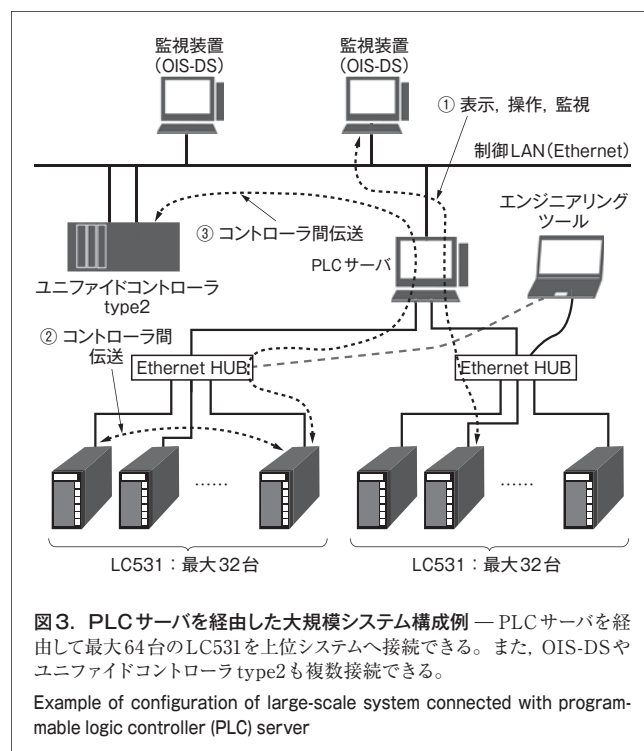 監視装置
(OIS-DS)
監視装置
(OIS-DS)
① 表示，操作，監視
制御LAN(Ethernet)
エンジニアリング
ツール
③ コントローラ間伝送
PLCサーバ
ユニファイドコントローラ
type2
② コントローラ間
伝送
Ethernet HUB
Ethernet HUB
……
……
LC531：最大32台
LC531：最大32台
図3．PLCサーバを経由した大規模システム構成例 — PLCサーバを経
由して最大64台のLC531を上位システムへ接続できる。また，OIS-DSや
ユニファイドコントローラtype2も複数接続できる。
Example of configuration of large-scale system connected with program-
mable logic controller (PLC) server